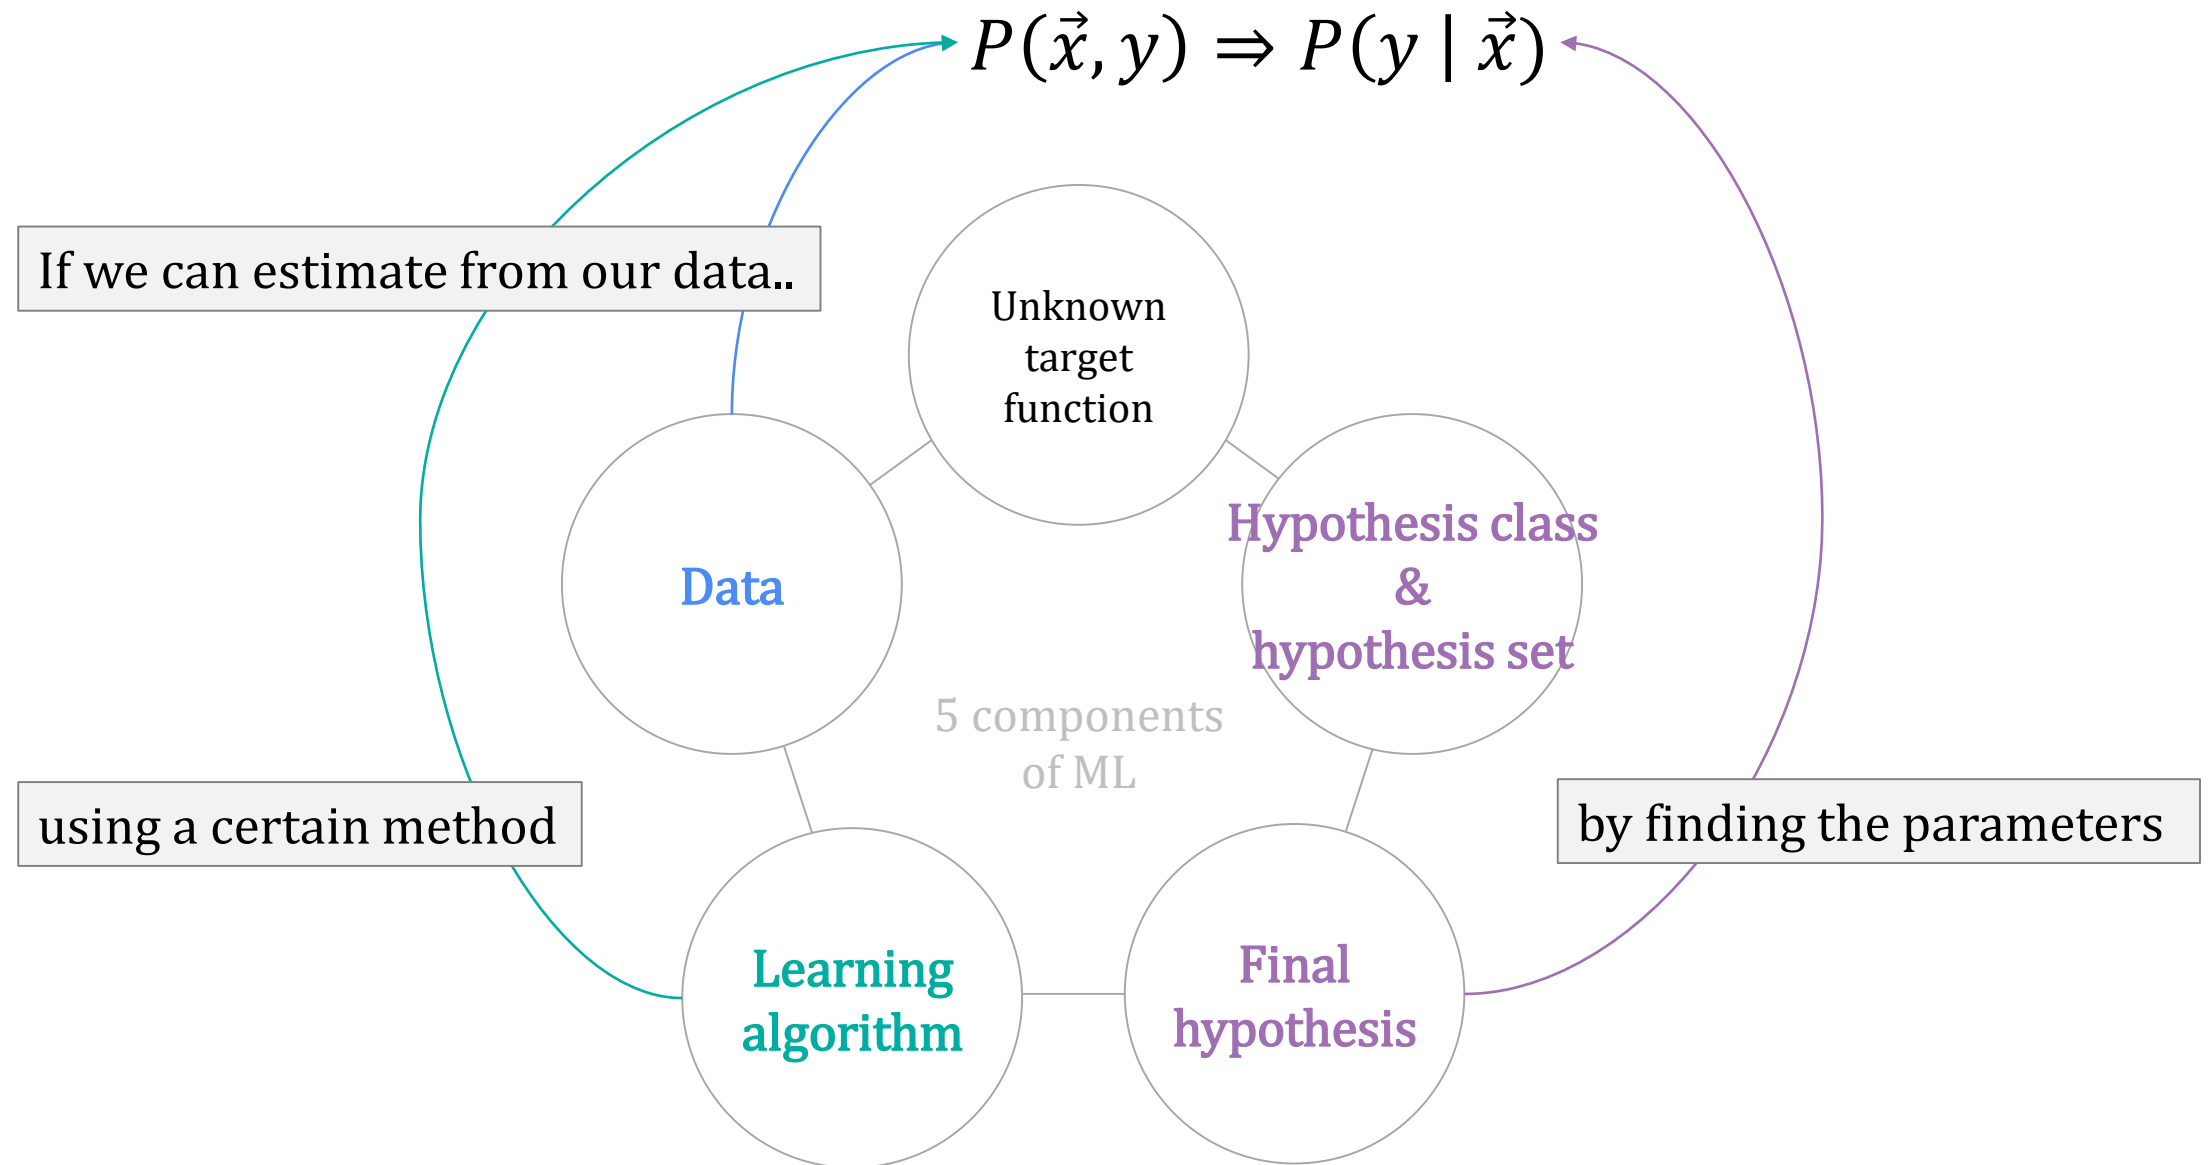 P(x⃗, y) ⇒ P(y | x⃗)
If we can estimate from our data..
Unknown
target
function
Data
Hypothesis class
&
hypothesis set
5 components
of ML
using a certain method
by finding the parameters
Learning
algorithm
Final
hypothesis